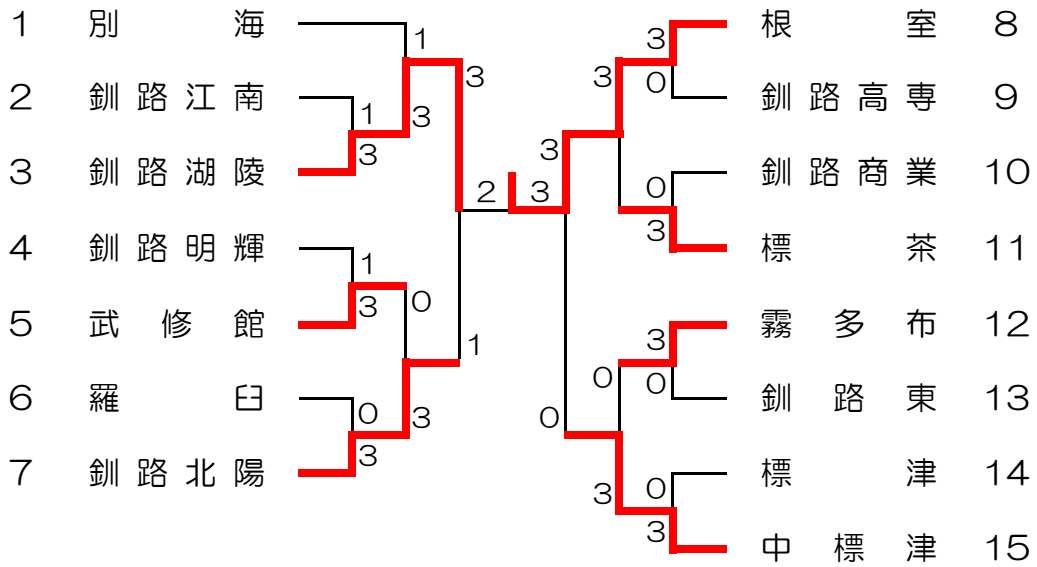 1 別海
2 釧路江南
3 釧路湖陵
4 釧路明輝
5 武修館
6 羅臼
7 釧路北陽
1
3
1
3
3
1
3
0
0
3
3
1
2
3
3
0
3
0
3
0
3
3
0
0
3
0
3
根室 8
釧路高専 9
釧路商業 10
標茶 11
霧多布 12
釧路東 13
標津 14
中標津 15